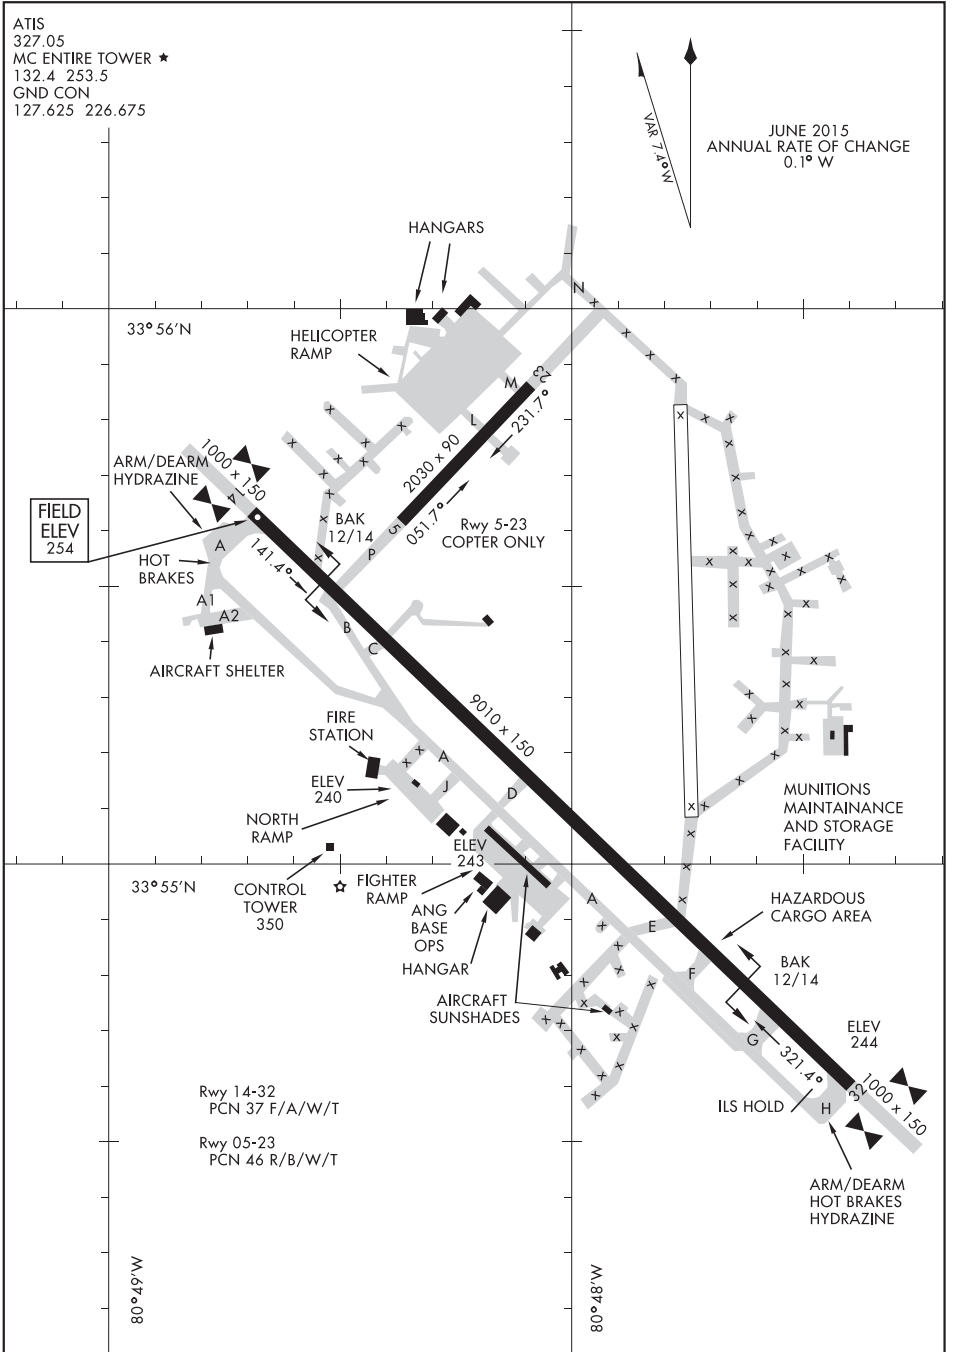 ATIS
327.05
MC ENTIRE TOWER ★
132.4 253.5
GND CON
127.625 226.675
VAR 7.4°W
JUNE 2015
ANNUAL RATE OF CHANGE
0.1° W
HANGARS
N
33°56'N
HELICOPTER
RAMP
M
23
L
231.7°
1000 x 150
2030 x 90
ARM/DEARM
HYDRAZINE
14
FIELD
ELEV
254
BAK
12/14
5
051.7°
Rwy 5-23
COPTER ONLY
A
141.4°
P
HOT
BRAKES
A1
A2
B
C
AIRCRAFT SHELTER
9010 x 150
FIRE
STATION
A
ELEV
240
J
D
NORTH
RAMP
MUNITIONS
MAINTAINANCE
AND STORAGE
FACILITY
ELEV
243
33°55'N
CONTROL
TOWER
350
FIGHTER
RAMP
A
HAZARDOUS
CARGO AREA
ANG
BASE
OPS
E
HANGAR
F
BAK
12/14
AIRCRAFT
SUNSHADES
ELEV
244
G
321.4°
Rwy 14-32
PCN 37 F/A/W/T
ILS HOLD
H
32
1000 x 150
Rwy 05-23
PCN 46 R/B/W/T
ARM/DEARM
HOT BRAKES
HYDRAZINE
80°49'W
80°48'W
x x x x x x x x x x x x x x x x x x x x x x x x x x x x x x x x x x x x x x x x x x x x x x x x x x x x x x x x x x x x